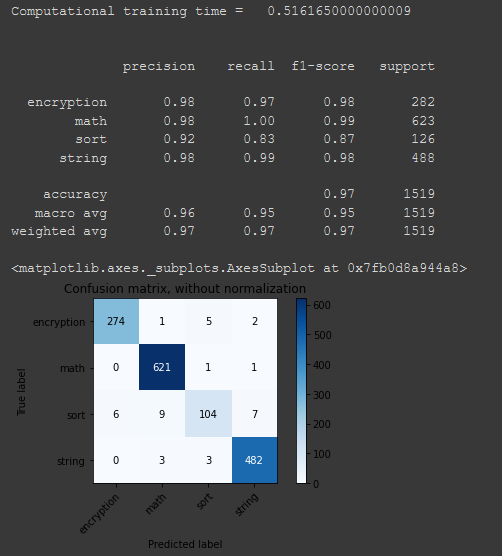 Computational training time = 0.5161650000000009
precision recall f1-score support
encryption 0.98 0.97 0.98 282
math 0.98 1.00 0.99 623
sort 0.92 0.83 0.87 126
string 0.98 0.99 0.98 488
accuracy 0.97 1519
macro avg 0.96 0.95 0.95 1519
weighted avg 0.97 0.97 0.97 1519
<matplotlib.axes._subplots.AxesSubplot at 0x7fb0d8a944a8>
Confusion matrix, without normalization
True label
encryption 274 1 5 2
math 0 621 1 1
sort 6 9 104 7
string 0 3 3 482
encryption math sort string
Predicted label
600
500
400
300
200
100
0